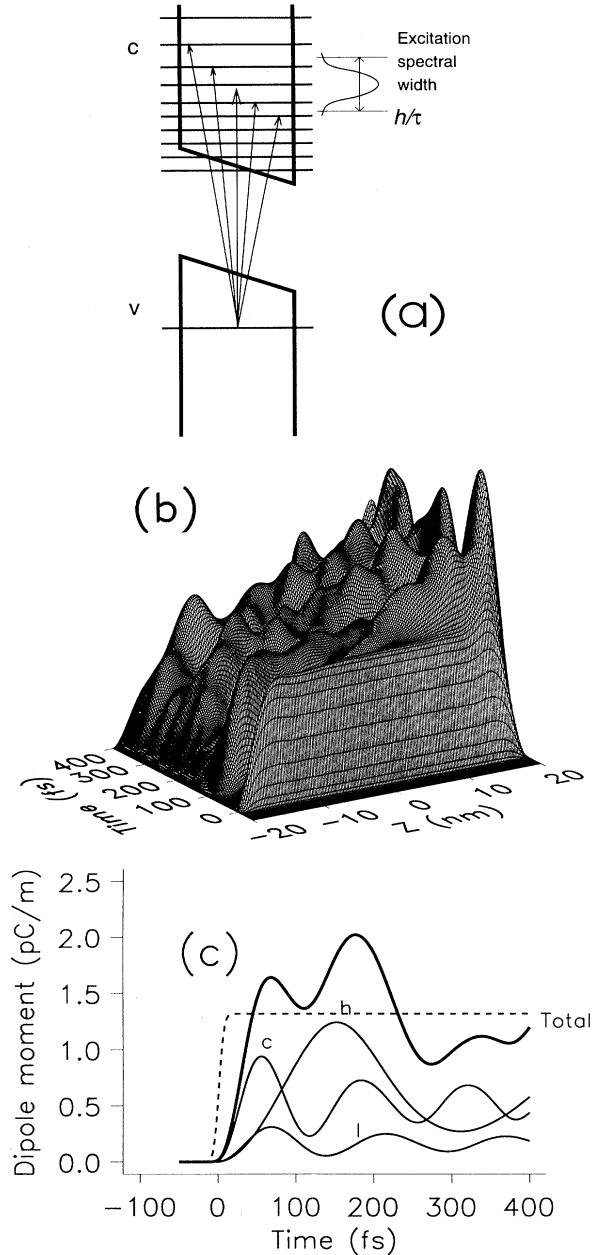 c
Excitation
spectral
width
h/τ
v
(a)
(b)
400
300
200
100
0
Time (fs)
-20
-10
0
10
20
Z (nm)
(c)
2.5
2.0
1.5
1.0
0.5
0.0
Dipole moment (pC/m)
h
c
l
Total
-100
0
100
200
300
400
Time (fs)